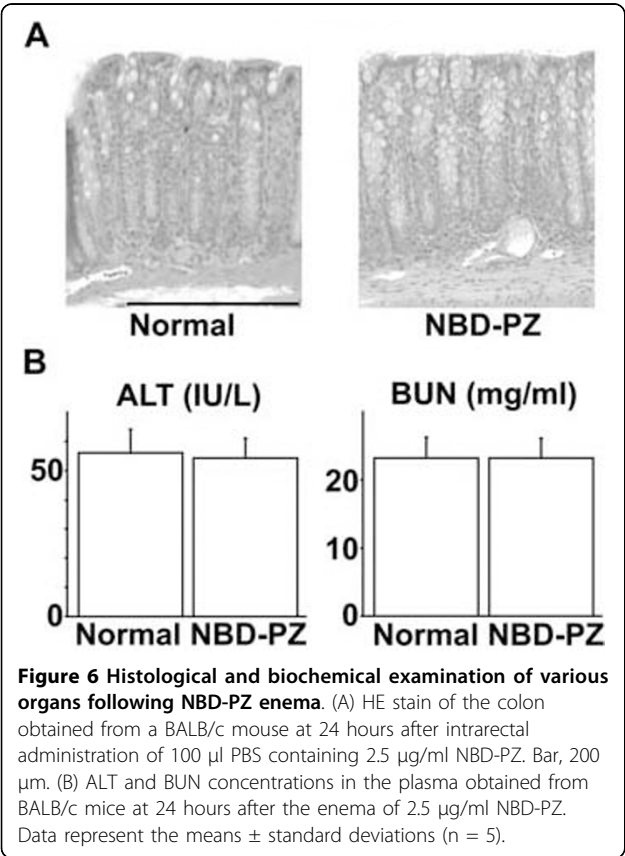 A
Normal NBD-PZ
B
ALT (IU/L) BUN (mg/ml)
50
0
Normal NBD-PZ
20
10
0
Normal NBD-PZ
Figure 6 Histological and biochemical examination of various
organs following NBD-PZ enema. (A) HE stain of the colon
obtained from a BALB/c mouse at 24 hours after intrarectal
administration of 100 μl PBS containing 2.5 μg/ml NBD-PZ. Bar, 200
μm. (B) ALT and BUN concentrations in the plasma obtained from
BALB/c mice at 24 hours after the enema of 2.5 μg/ml NBD-PZ.
Data represent the means ± standard deviations (n = 5).